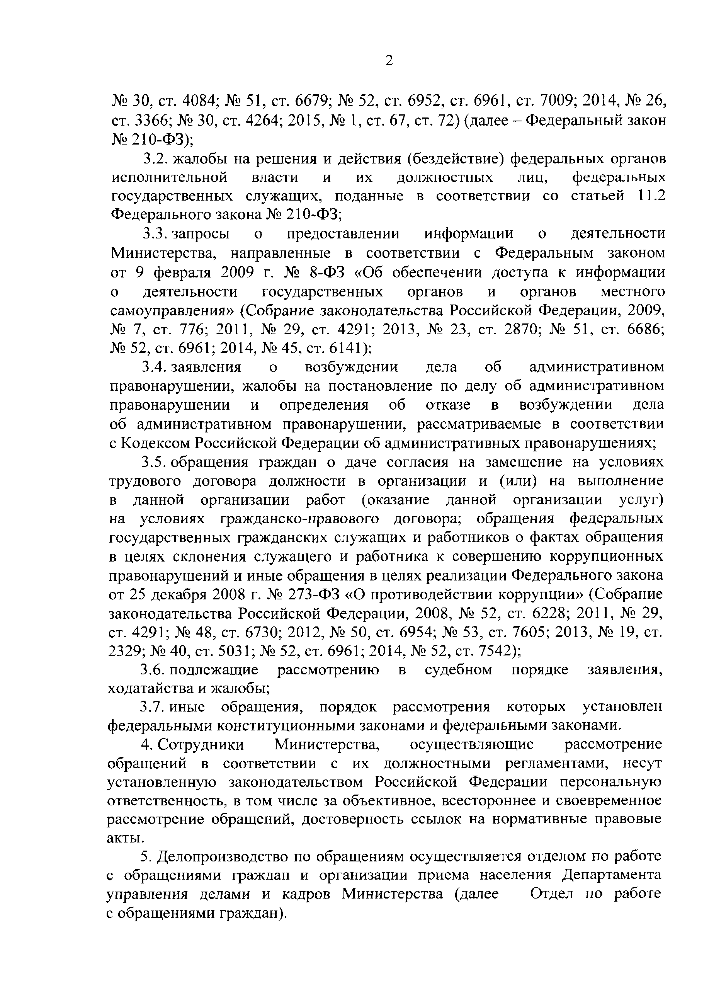 2
№ 30, ст. 4084; № 51, ст. 6679; № 52, ст. 6952, ст. 6961, ст. 7009; 2014, № 26,
ст. 3366; № 30, ст. 4264; 2015, № 1, ст. 67, ст. 72) (далее – Федеральный закон
№ 210-ФЗ);
3.2. жалобы на решения и действия (бездействие) федеральных органов
исполнительной власти и их должностных лиц, федеральных
государственных служащих, поданные в соответствии со статьей 11.2
Федерального закона № 210-ФЗ;
3.3. запросы о предоставлении информации о деятельности
Министерства, направленные в соответствии с Федеральным законом
от 9 февраля 2009 г. № 8-ФЗ «Об обеспечении доступа к информации
о деятельности государственных органов и органов местного
самоуправления» (Собрание законодательства Российской Федерации, 2009,
№ 7, ст. 776; 2011, № 29, ст. 4291; 2013, № 23, ст. 2870; № 51, ст. 6686;
№ 52, ст. 6961; 2014, № 45, ст. 6141);
3.4. заявления о возбуждении дела об административном
правонарушении, жалобы на постановление по делу об административном
правонарушении и определения об отказе в возбуждении дела
об административном правонарушении, рассматриваемые в соответствии
с Кодексом Российской Федерации об административных правонарушениях;
3.5. обращения граждан о даче согласия на замещение на условиях
трудового договора должности в организации и (или) на выполнение
в данной организации работ (оказание данной организации услуг)
на условиях гражданско-правового договора; обращения федеральных
государственных гражданских служащих и работников о фактах обращения
в целях склонения служащего и работника к совершению коррупционных
правонарушений и иные обращения в целях реализации Федерального закона
от 25 декабря 2008 г. № 273-ФЗ «О противодействии коррупции» (Собрание
законодательства Российской Федерации, 2008, № 52, ст. 6228; 2011, № 29,
ст. 4291; № 48, ст. 6730; 2012, № 50, ст. 6954; № 53, ст. 7605; 2013, № 19, ст.
2329; № 40, ст. 5031; № 52, ст. 6961; 2014, № 52, ст. 7542);
3.6. подлежащие рассмотрению в судебном порядке заявления,
ходатайства и жалобы;
3.7. иные обращения, порядок рассмотрения которых установлен
федеральными конституционными законами и федеральными законами.
4. Сотрудники Министерства, осуществляющие рассмотрение
обращений в соответствии с их должностными регламентами, несут
установленную законодательством Российской Федерации персональную
ответственность, в том числе за объективное, всестороннее и своевременное
рассмотрение обращений, достоверность ссылок на нормативные правовые
акты.
5. Делопроизводство по обращениям осуществляется отделом по работе
с обращениями граждан и организации приема населения Департамента
управления делами и кадров Министерства (далее – Отдел по работе
с обращениями граждан).